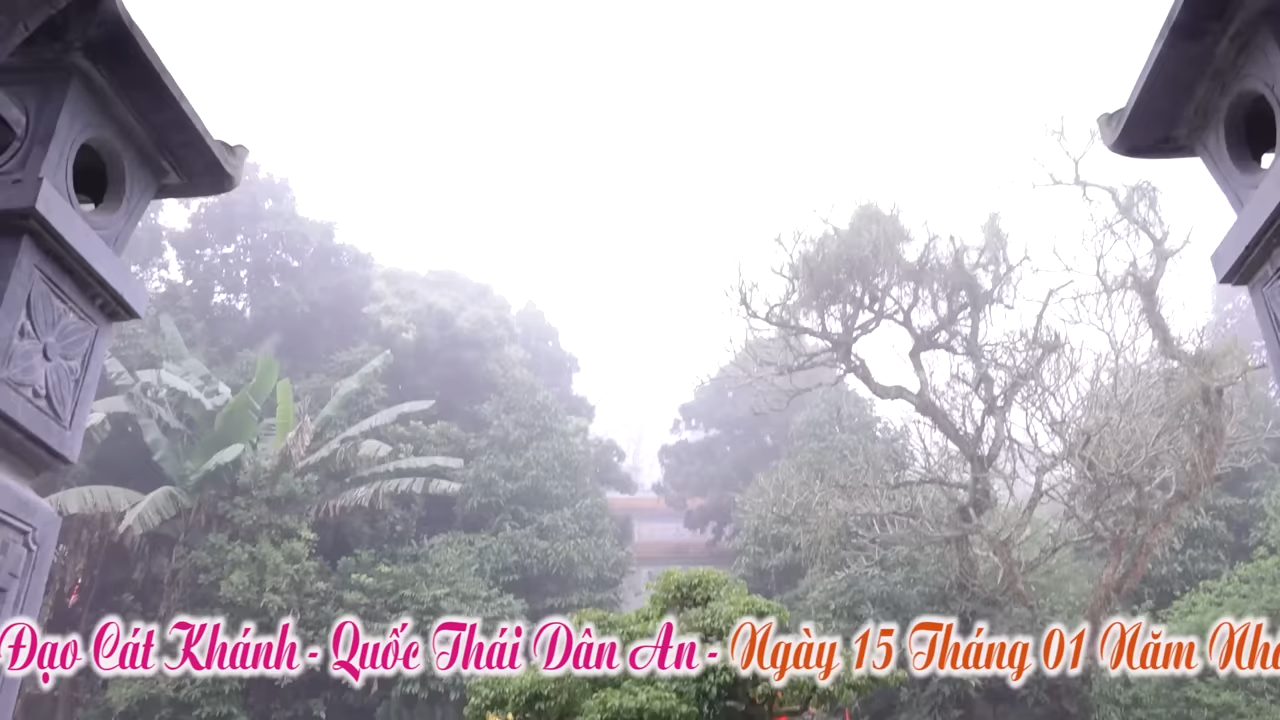 Đạo Cát Khánh - Quốc Thái Dân An - Ngày 15 Tháng 01 Năm